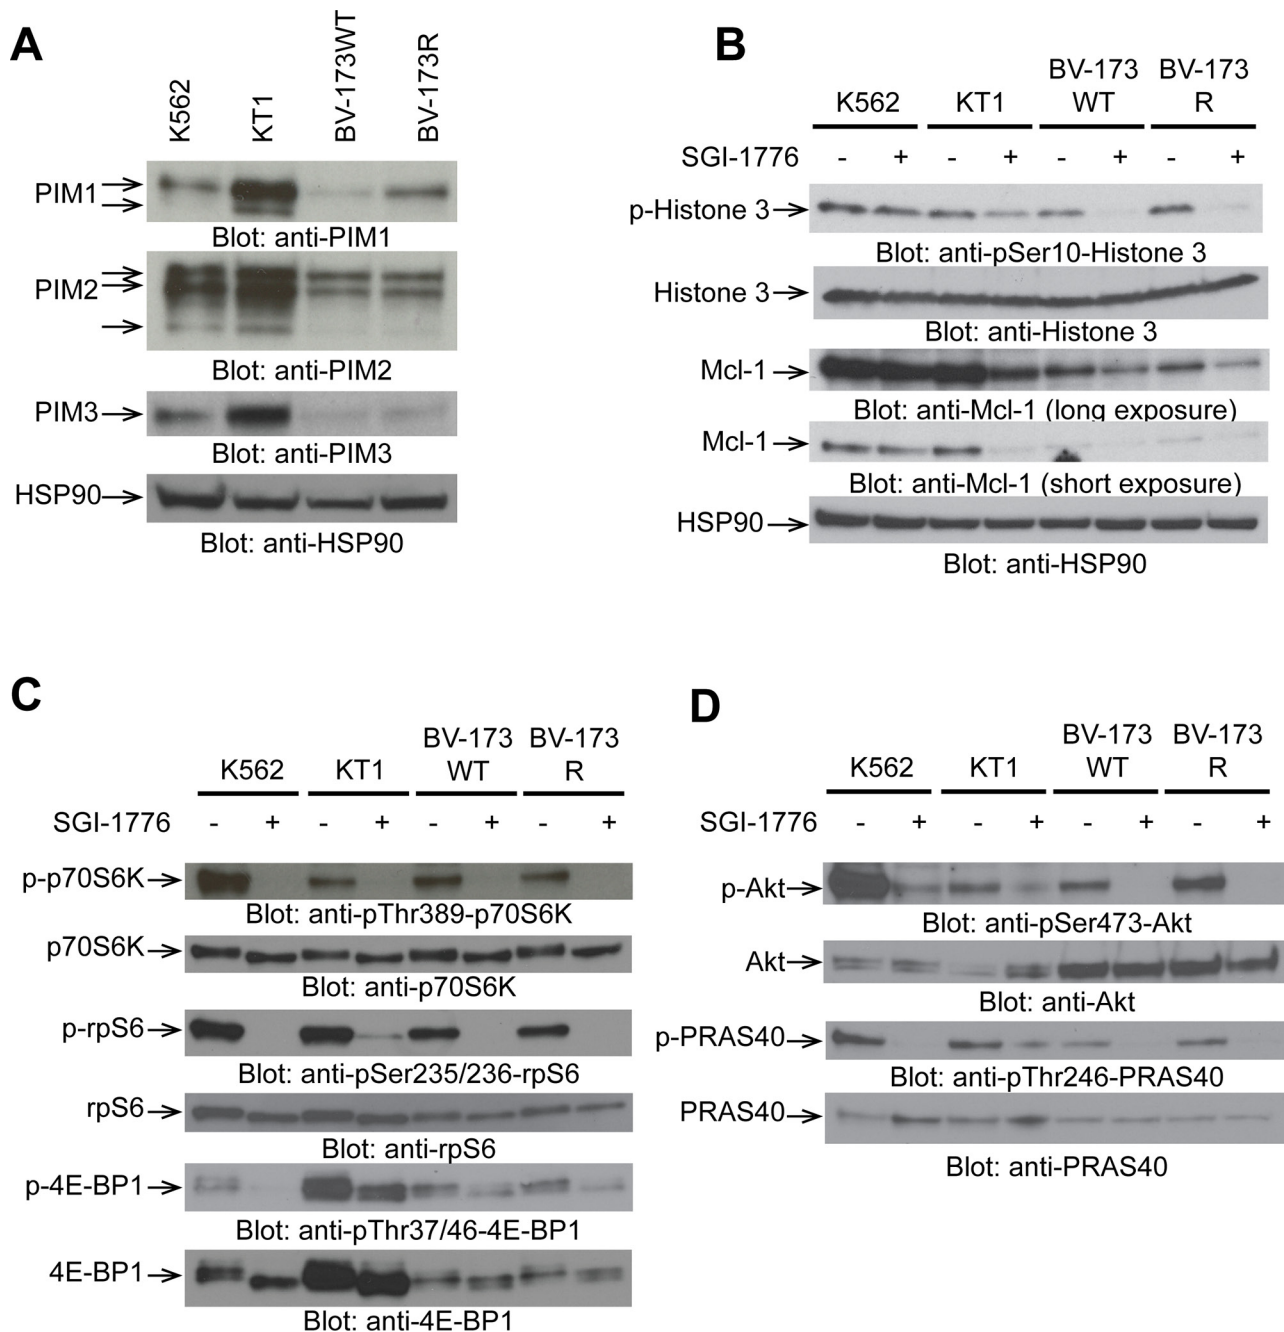 A
K562
KT1
BV-173WT
BV-173R
PIM1
Blot: anti-PIM1
PIM2
Blot: anti-PIM2
PIM3
Blot: anti-PIM3
HSP90
Blot: anti-HSP90
B
BV-173 BV-173
K562 KT1 WT R
SGI-1776 - + - + - + - +
p-Histone 3
Blot: anti-pSer10-Histone 3
Histone 3
Blot: anti-Histone 3
Mcl-1
Blot: anti-Mcl-1 (long exposure)
Mcl-1
Blot: anti-Mcl-1 (short exposure)
HSP90
Blot: anti-HSP90
C
BV-173 BV-173
K562 KT1 WT R
SGI-1776 - + - + - + - +
p-p70S6K
Blot: anti-pThr389-p70S6K
p70S6K
Blot: anti-p70S6K
p-rpS6
Blot: anti-pSer235/236-rpS6
rpS6
Blot: anti-rpS6
p-4E-BP1
Blot: anti-pThr37/46-4E-BP1
4E-BP1
Blot: anti-4E-BP1
D
BV-173 BV-173
K562 KT1 WT R
SGI-1776 - + - + - + - +
p-Akt
Blot: anti-pSer473-Akt
Akt
Blot: anti-Akt
p-PRAS40
Blot: anti-pThr246-PRAS40
PRAS40
Blot: anti-PRAS40